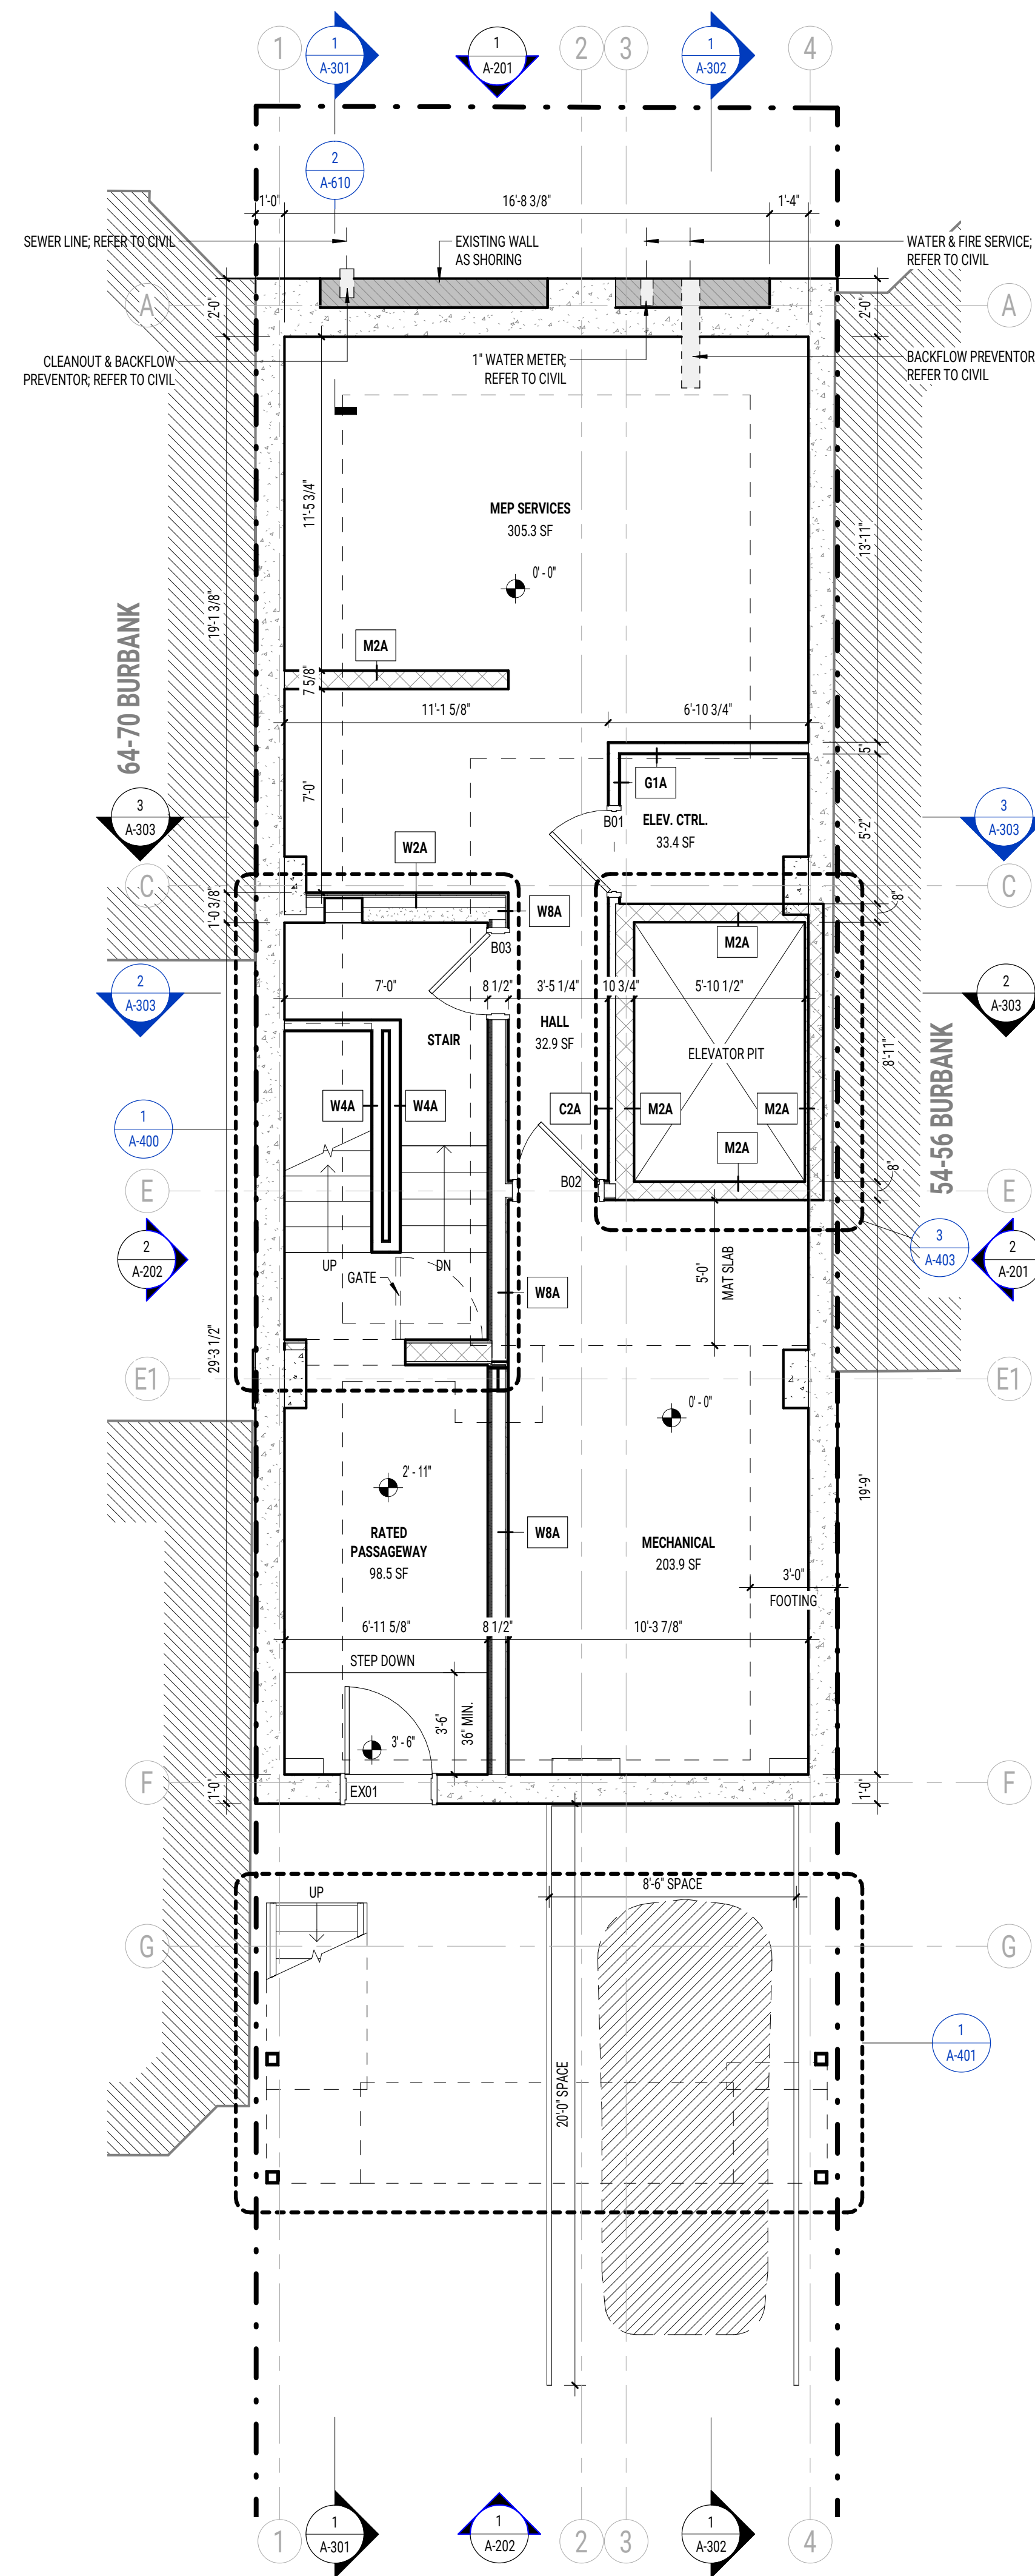 1
1
A-301
1
A-201
2
3
1
A-302
4
2
A-610
1'-0"
16'-8 3/8"
1'-4"
SEWER LINE; REFER TO CIVIL
EXISTING WALL
AS SHORING
WATER & FIRE SERVICE;
REFER TO CIVIL
A
2'-0"
2'-0"
A
CLEANOUT & BACKFLOW
PREVENTOR; REFER TO CIVIL
1" WATER METER;
REFER TO CIVIL
BACKFLOW PREVENTOR
REFER TO CIVIL
11'-5 3/4"
MEP SERVICES
305.3 SF
0' - 0"
13'-11"
19'-1 3/8"
64-70 BURBANK
M2A
7 5/8"
11'-1 5/8"
6'-10 3/4"
5"
G1A
7'-0"
B01
ELEV. CTRL.
33.4 SF
5'-2"
3
A-303
3
A-303
W2A
C
C
1'-0 3/8"
8"
W8A
M2A
B03
2
A-303
7'-0"
8 1/2"
3'-5 1/4"
10 3/4"
5'-10 1/2"
2
A-303
HALL
32.9 SF
STAIR
ELEVATOR PIT
8'-11"
54-56 BURBANK
1
A-400
W4A
W4A
C2A
M2A
M2A
M2A
B02
8"
E
E
2
A-202
UP
DN
GATE
5'-0"
MAT SLAB
3
A-403
2
A-201
W8A
29'-3 1/2"
E1
E1
0' - 0"
2' - 11"
19'-9"
RATED
PASSAGEWAY
98.5 SF
W8A
MECHANICAL
203.9 SF
3'-0"
FOOTING
6'-11 5/8"
8 1/2"
10'-3 7/8"
STEP DOWN
3'-6"
36" MIN.
3' - 6"
F
1'-0"
EX01
1'-0"
F
UP
8'-6" SPACE
G
G
1
A-401
20'-0" SPACE
1
1
A-301
1
A-202
2
3
1
A-302
4